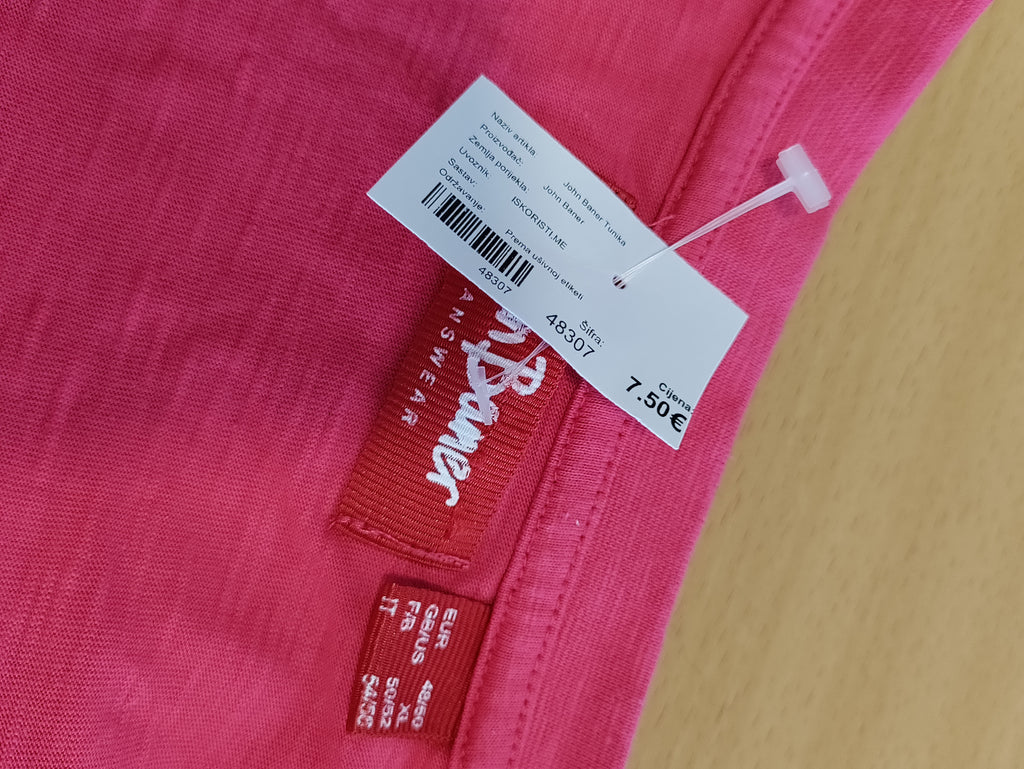 Naziv artikla: John Baner Tunika
Proizvođač: John Baner
Zemlja porijekla:
Uvoznik: ISKORISTI.ME
Sastav:
Održavanje: Prema ušivnoj etiketi
48307
Šifra:
48307
Cijena:
7.50€
n Baner
ANSWEAR
EUR 48/50
GB/US XL
F/B 50/52
IT 54/56